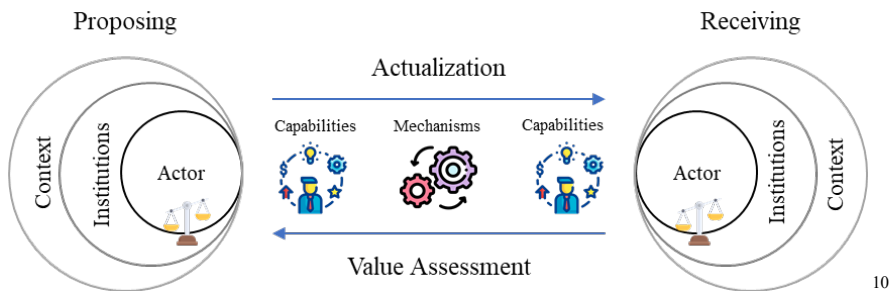 Proposing
Receiving
Actualization
Capabilities
Mechanisms
Capabilities
Context
Institutions
Actor
$
$
Actor
Institutions
Context
Value Assessment
10